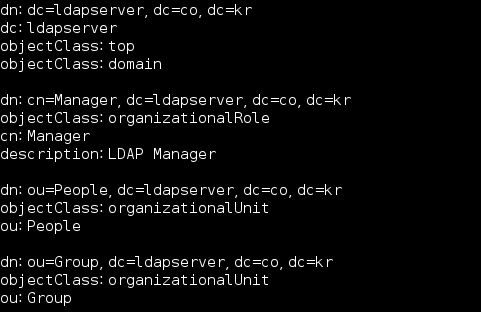 dn: dc=ldapserver, dc=co, dc=kr
dc: ldapserver
objectClass: top
objectClass: domain

dn: cn=Manager, dc=ldapserver, dc=co, dc=kr
objectClass: organizationalRole
cn: Manager
description: LDAP Manager

dn: ou=People, dc=ldapserver, dc=co, dc=kr
objectClass: organizationalUnit
ou: People

dn: ou=Group, dc=ldapserver, dc=co, dc=kr
objectClass: organizationalUnit
ou: Group